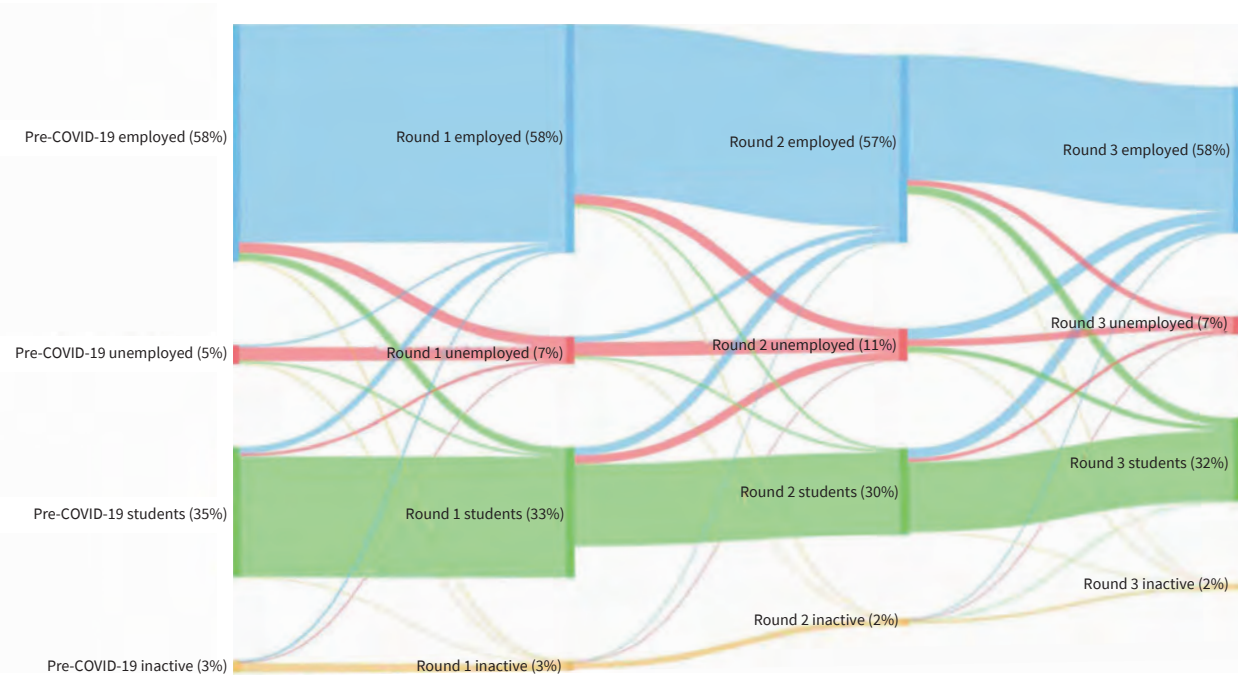 Pre-COVID-19 employed (58%)
Round 1 employed (58%)
Round 2 employed (57%)
Round 3 employed (58%)
Pre-COVID-19 unemployed (5%)
Round 1 unemployed (7%)
Round 2 unemployed (11%)
Round 3 unemployed (7%)
Pre-COVID-19 students (35%)
Round 1 students (33%)
Round 2 students (30%)
Round 3 students (32%)
Pre-COVID-19 inactive (3%)
Round 1 inactive (3%)
Round 2 inactive (2%)
Round 3 inactive (2%)